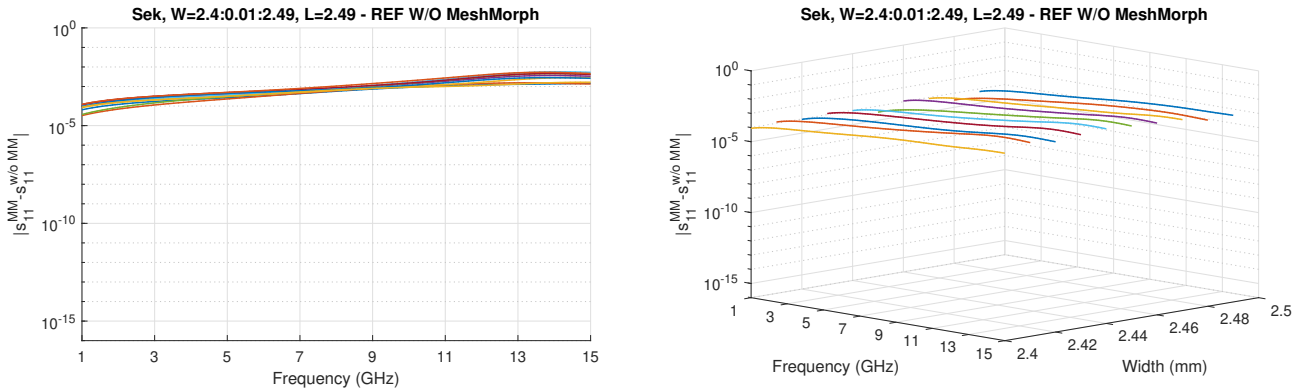 Sek, W=2.4:0.01:2.49, L=2.49 - REF W/O MeshMorph
10^0
10^-5
10^-10
10^-15
|s_11^MM-s_11^w/o MM|
1 3 5 7 9 11 13 15
Frequency (GHz)
Sek, W=2.4:0.01:2.49, L=2.49 - REF W/O MeshMorph
10^0
10^-5
10^-10
10^-15
|s_11^MM-s_11^w/o MM|
1 3 5 7 9 11 13 15
Frequency (GHz)
2.4 2.42 2.44 2.46 2.48 2.5
Width (mm)